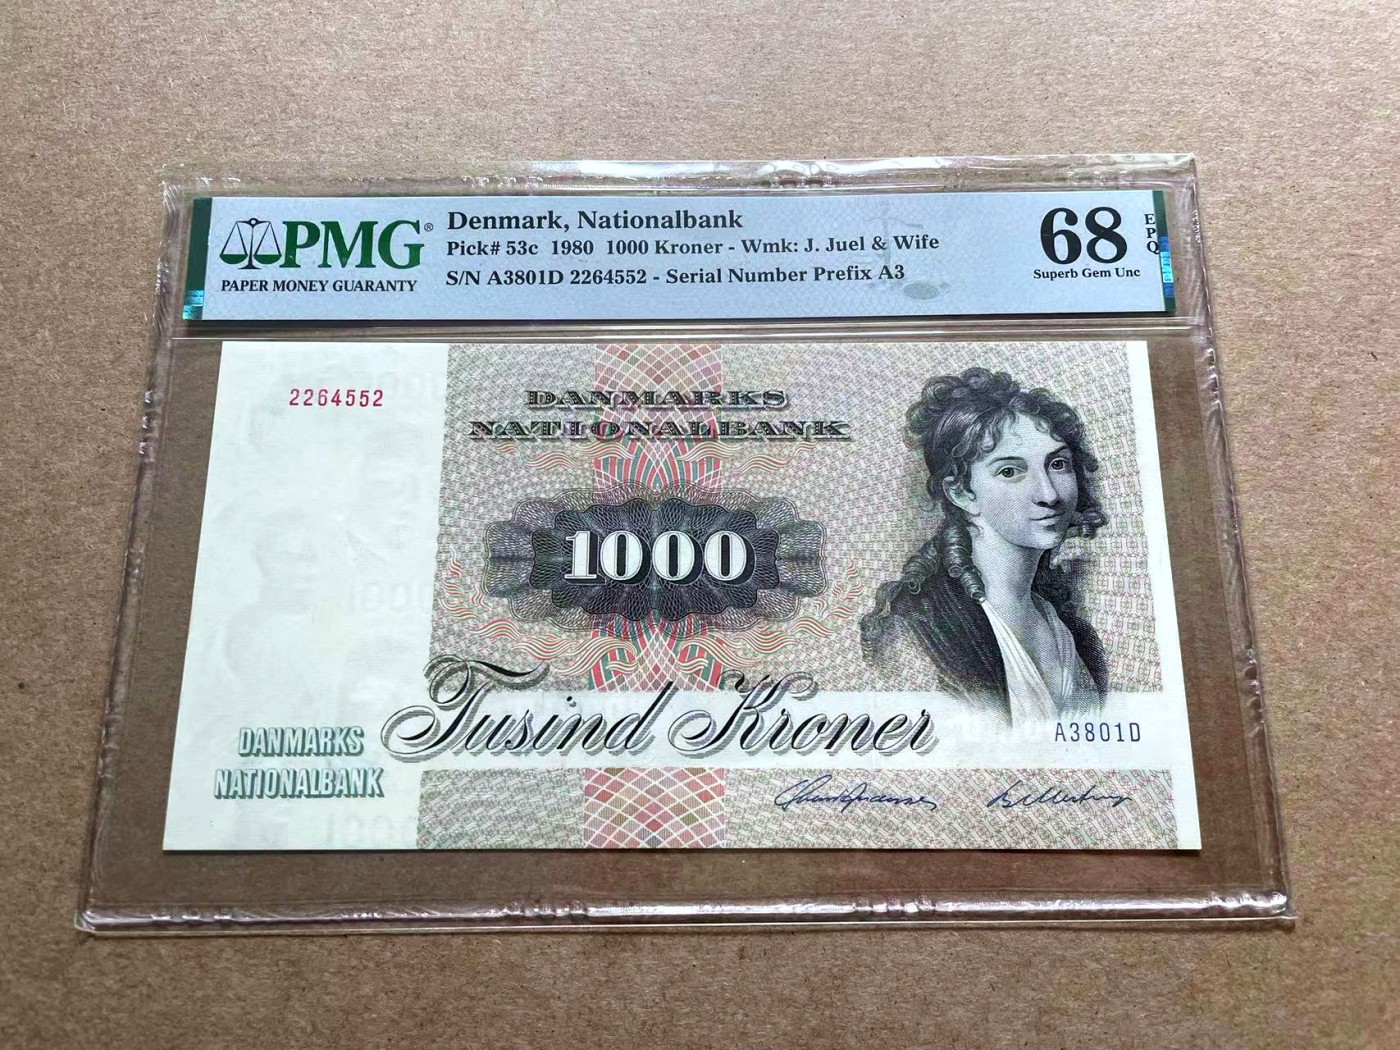 PMG®
PAPER MONEY GUARANTY
Denmark, Nationalbank
Pick# 53c 1980 1000 Kroner - Wmk: J. Juel & Wife
S/N A3801D 2264552 - Serial Number Prefix A3
68
EPQ
Superb Gem Unc
2264552
DANMARKS
NATIONALBANK
1000
Tusind Kroner
A3801D
DANMARKS
NATIONALBANK